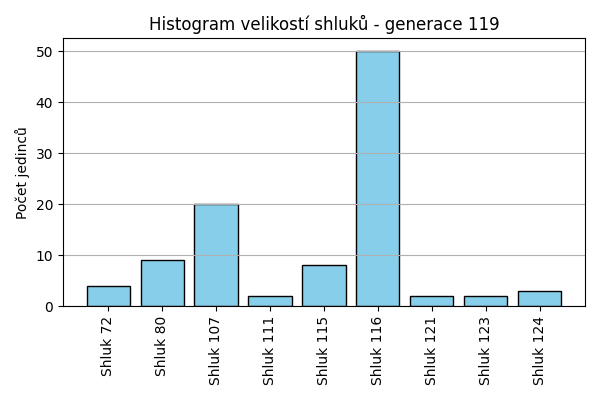 Histogram velikostí shluků - generace 119
Počet jedinců
50
40
30
20
10
0
Shluk 72
Shluk 80
Shluk 107
Shluk 111
Shluk 115
Shluk 116
Shluk 121
Shluk 123
Shluk 124